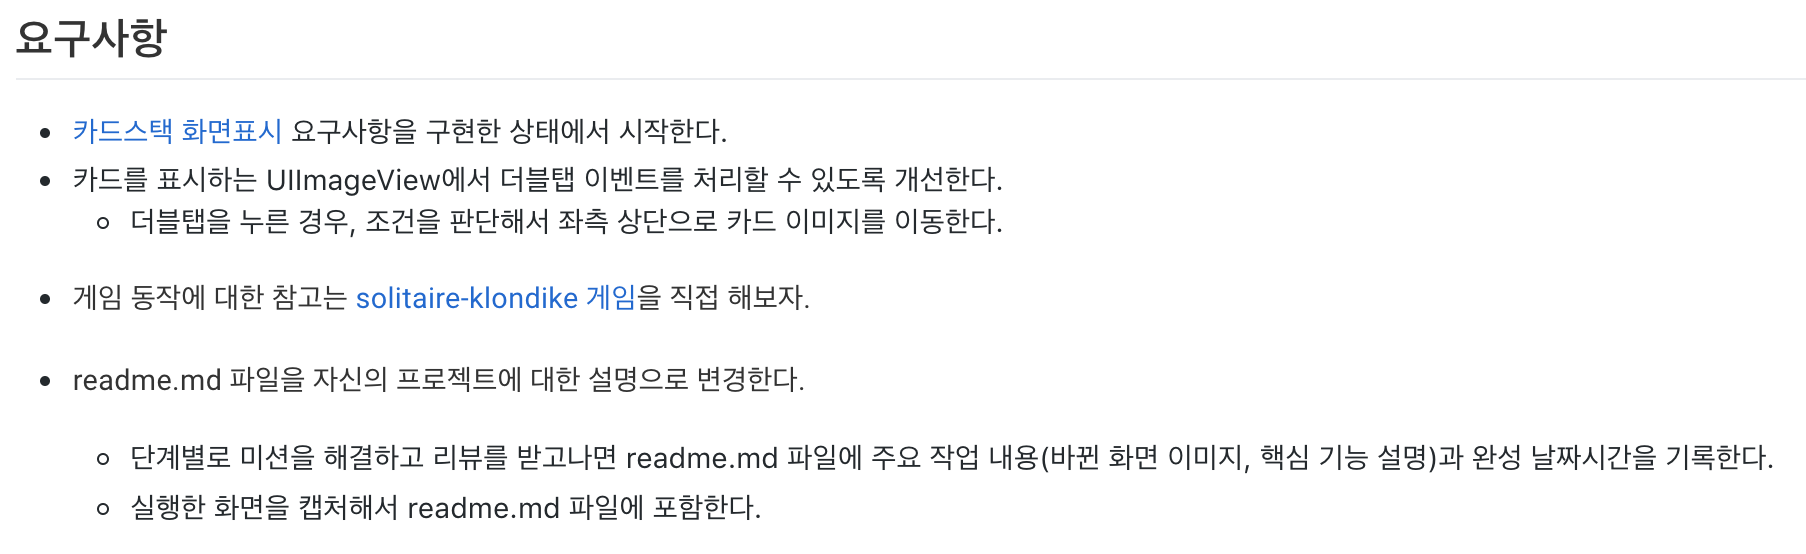 요구사항
카드스택 화면표시 요구사항을 구현한 상태에서 시작한다.
카드를 표시하는 UIImageView에서 더블탭 이벤트를 처리할 수 있도록 개선한다.
더블탭을 누른 경우, 조건을 판단해서 좌측 상단으로 카드 이미지를 이동한다.
게임 동작에 대한 참고는 solitaire-klondike 게임을 직접 해보자.
readme.md 파일을 자신의 프로젝트에 대한 설명으로 변경한다.
단계별로 미션을 해결하고 리뷰를 받고나면 readme.md 파일에 주요 작업 내용(바뀐 화면 이미지, 핵심 기능 설명)과 완성 날짜시간을 기록한다.
실행한 화면을 캡처해서 readme.md 파일에 포함한다.